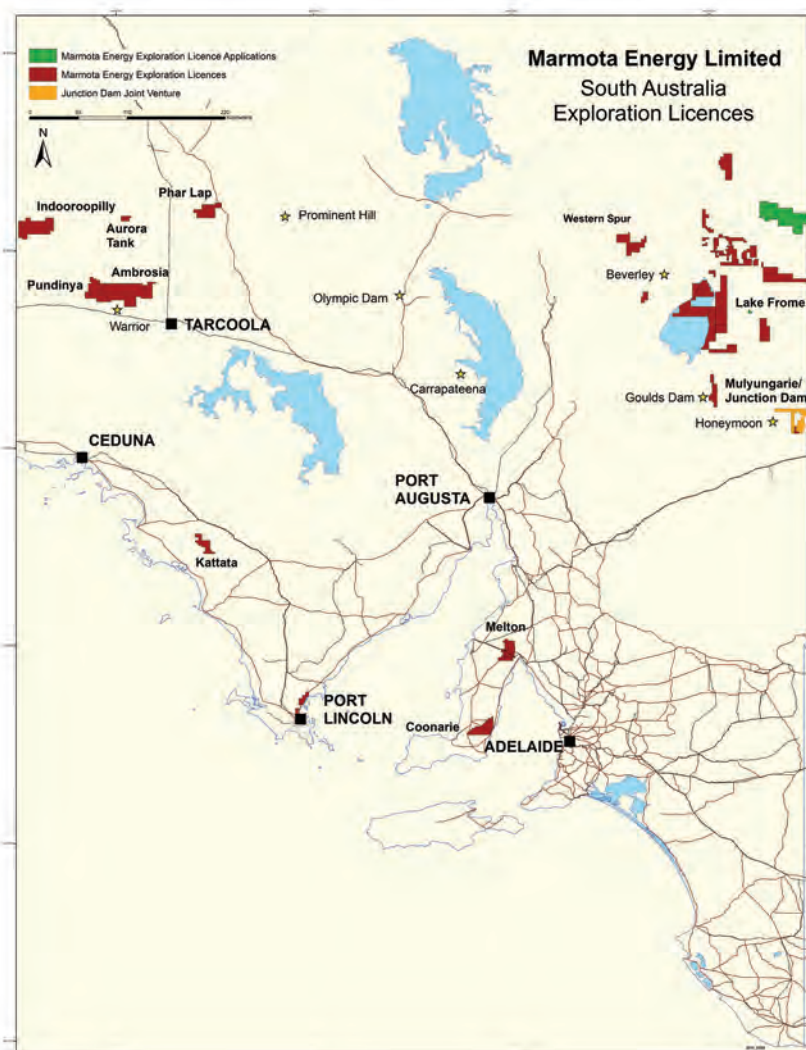 Marmota Energy Limited
South Australia
Exploration Licences
Marmota Energy Exploration Licence Applications
Marmota Energy Exploration Licences
Junction Dam Joint Venture
N
Phar Lap
Indooroopilly
Aurora
Tank
Prominent Hill
Western Spur
Ambrosia
Pundinya
Beverley
Olympic Dam
Lake Frome
Warrior
TARCOOLA
Carrapateena
Mulyungarie/
Junction Dam
Goulds Dam
Honeymoon
CEDUNA
PORT
AUGUSTA
Kattata
Melton
PORT
LINCOLN
Coonarie
ADELAIDE